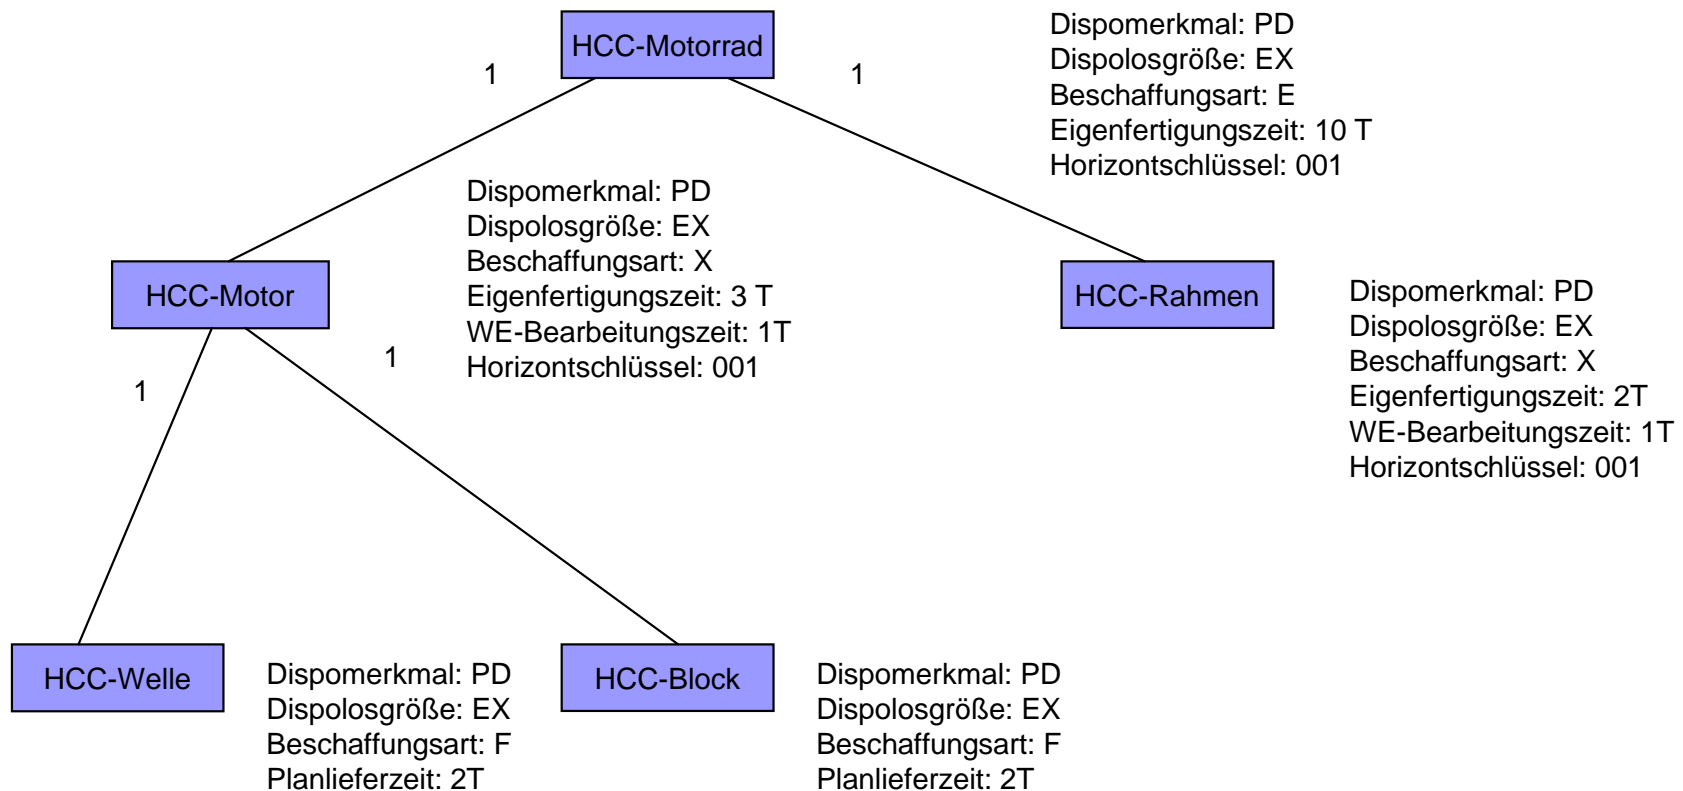 HCC-Motorrad
Dispomerkmal: PD
Dispolosgröße: EX
Beschaffungsart: E
Eigenfertigungszeit: 10 T
Horizontschlüssel: 001
1
1
HCC-Motor
Dispomerkmal: PD
Dispolosgröße: EX
Beschaffungsart: X
Eigenfertigungszeit: 3 T
WE-Bearbeitungszeit: 1T
Horizontschlüssel: 001
HCC-Rahmen
Dispomerkmal: PD
Dispolosgröße: EX
Beschaffungsart: X
Eigenfertigungszeit: 2T
WE-Bearbeitungszeit: 1T
Horizontschlüssel: 001
1
1
HCC-Welle
Dispomerkmal: PD
Dispolosgröße: EX
Beschaffungsart: F
Planlieferzeit: 2T
HCC-Block
Dispomerkmal: PD
Dispolosgröße: EX
Beschaffungsart: F
Planlieferzeit: 2T